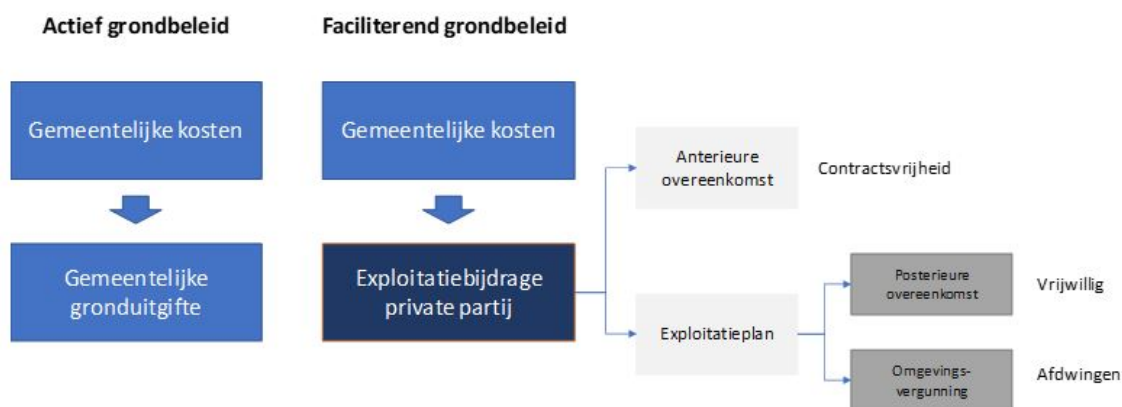 Actief grondbeleid
Faciliterend grondbeleid
Gemeentelijke kosten
Gemeentelijke kosten
Anterieure
overeenkomst
Contractsvrijheid
Gemeentelijke
gronduitgifte
Exploitatiebijdrage
private partij
Exploitatieplan
Posterieure
overeenkomst
Vrijwillig
Omgevings-
vergunning
Afdwingen